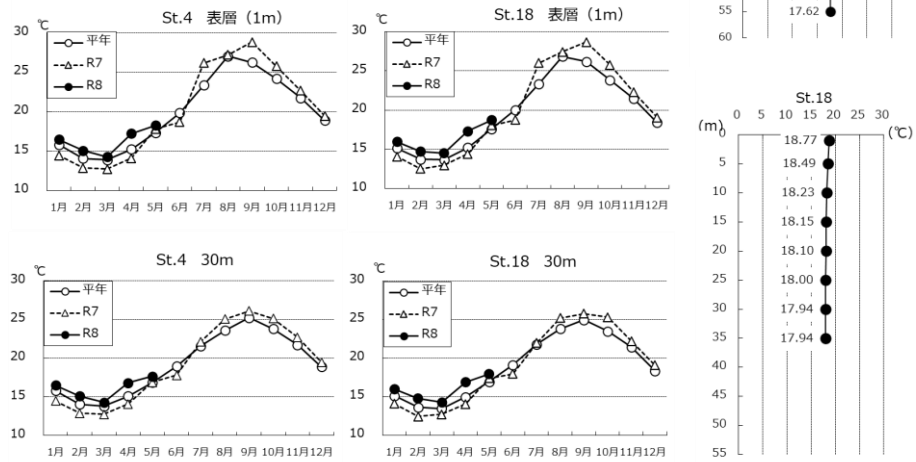 St.4 表層（1m）
℃
30
25
20
15
10
平年
R7
R8
1月 2月 3月 4月 5月 6月 7月 8月 9月 10月 11月 12月
St.18 表層（1m）
℃
30
25
20
15
10
平年
R7
R8
1月 2月 3月 4月 5月 6月 7月 8月 9月 10月 11月 12月
St.4 30m
℃
30
25
20
15
10
平年
R7
R8
1月 2月 3月 4月 5月 6月 7月 8月 9月 10月 11月 12月
St.18 30m
℃
30
25
20
15
10
平年
R7
R8
1月 2月 3月 4月 5月 6月 7月 8月 9月 10月 11月 12月
55 17.62
60
St.18
0 5 10 15 20 25 30
(m) (℃)
0 18.77
5 18.49
10 18.23
15 18.15
20 18.10
25 18.00
30 17.94
35 17.94
40
45
50
55